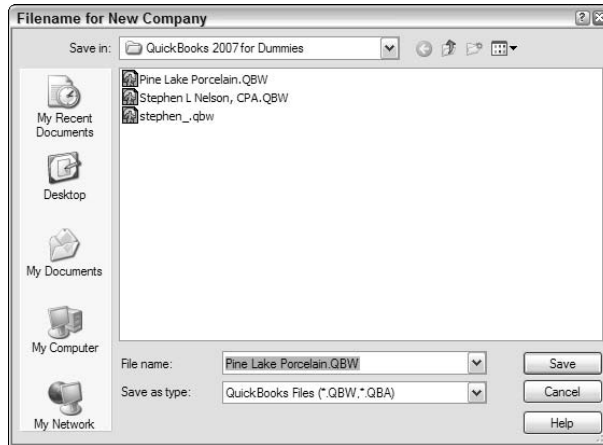 Filename for New Company
Save in:
QuickBooks 2007 for Dummies
My Recent
Documents
Desktop
My Documents
My Computer
My Network
Pine Lake Porcelain.QBW
Stephen L Nelson, CPA.QBW
stephen_.qbw
File name:
Pine Lake Porcelain.QBW
Save as type:
QuickBooks Files (*.QBW,*.QBA)
Save
Cancel
Help